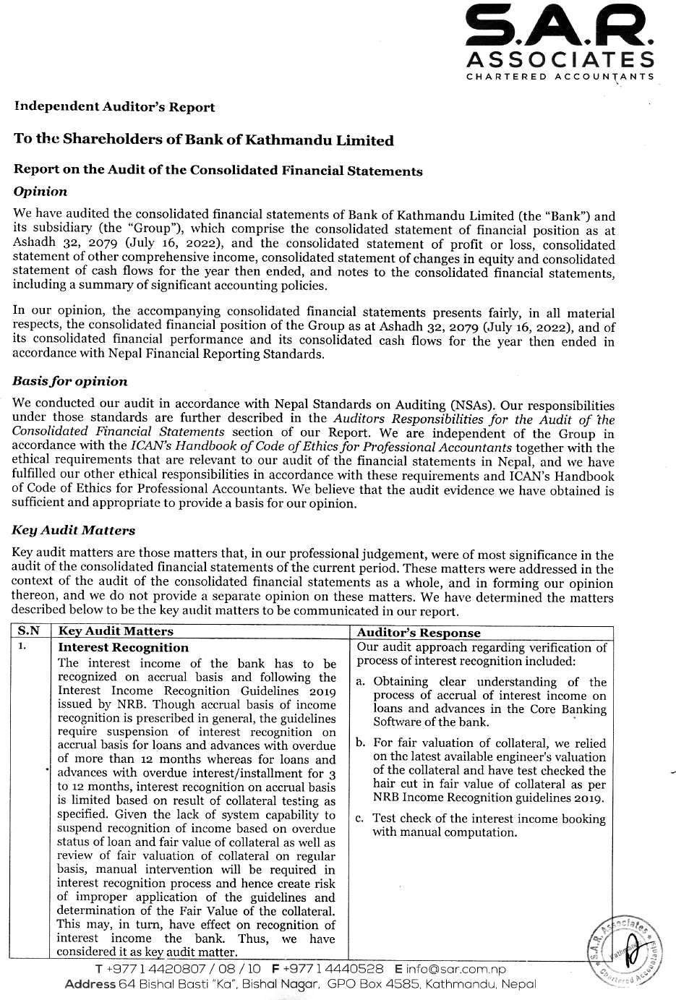 S.A.R.
ASSOCIATES
CHARTERED ACCOUNTANTS
Independent Auditor's Report
To the Shareholders of Bank of Kathmandu Limited
Report on the Audit of the Consolidated Financial Statements
Opinion
We have audited the consolidated financial statements of Bank of Kathmandu Limited (the “Bank”) and
its subsidiary (the “Group”), which comprise the consolidated statement of financial position as at
Ashadh 32, 2079 (July 16, 2022), and the consolidated statement of profit or loss, consolidated
statement of other comprehensive income, consolidated statement of changes in equity and consolidated
statement of cash flows for the year then ended, and notes to the consolidated financial statements,
including a summary of significant accounting policies.
In our opinion, the accompanying consolidated financial statements presents fairly, in all material
respects, the consolidated financial position of the Group as at Ashadh 32, 2079 (July 16, 2022), and of
its consolidated financial performance and its consolidated cash flows for the year then ended in
accordance with Nepal Financial Reporting Standards.
Basis for opinion
We conducted our audit in accordance with Nepal Standards on Auditing (NSAs). Our responsibilities
under those standards are further described in the Auditors Responsibilities for the Audit of the
Consolidated Financial Statements section of our Report. We are independent of the Group in
accordance with the ICAN's Handbook of Code of Ethics for Professional Accountants together with the
ethical requirements that are relevant to our audit of the financial statements in Nepal, and we have
fulfilled our other ethical responsibilities in accordance with these requirements and ICAN's Handbook
of Code of Ethics for Professional Accountants. We believe that the audit evidence we have obtained is
sufficient and appropriate to provide a basis for our opinion.
Key Audit Matters
Key audit matters are those matters that, in our professional judgement, were of most significance in the
audit of the consolidated financial statements of the current period. These matters were addressed in the
context of the audit of the consolidated financial statements as a whole, and in forming our opinion
thereon, and we do not provide a separate opinion on these matters. We have determined the matters
described below to be the key audit matters to be communicated in our report.
S.N Key Audit Matters Auditor's Response
1. Interest Recognition
The interest income of the bank has to be
recognized on accrual basis and following the
Interest Income Recognition Guidelines 2019
issued by NRB. Though accrual basis of income
recognition is prescribed in general, the guidelines
require suspension of interest recognition on
accrual basis for loans and advances with overdue
of more than 12 months whereas for loans and
advances with overdue interest/installment for 3
to 12 months, interest recognition on accrual basis
is limited based on result of collateral testing as
specified. Given the lack of system capability to
suspend recognition of income based on overdue
status of loan and fair value of collateral as well as
review of fair valuation of collateral on regular
basis, manual intervention will be required in
interest recognition process and hence create risk
of improper application of the guidelines and
determination of the Fair Value of the collateral.
This may, in turn, have effect on recognition of
interest income the bank. Thus, we have
considered it as key audit matter.
Our audit approach regarding verification of
process of interest recognition included:
a. Obtaining clear understanding of the
process of accrual of interest income on
loans and advances in the Core Banking
Software of the bank.
b. For fair valuation of collateral, we relied
on the latest available engineer's valuation
of the collateral and have test checked the
hair cut in fair value of collateral as per
NRB Income Recognition guidelines 2019.
c. Test check of the interest income booking
with manual computation.
S.A.R. Associates
Kathmandu
Chartered Accountants
T +977 1 4420807 / 08 / 10 F +977 1 4440528 E info@sar.com.np
Address 64 Bishal Basti "Ka", Bishal Nagar, GPO Box 4585, Kathmandu, Nepal